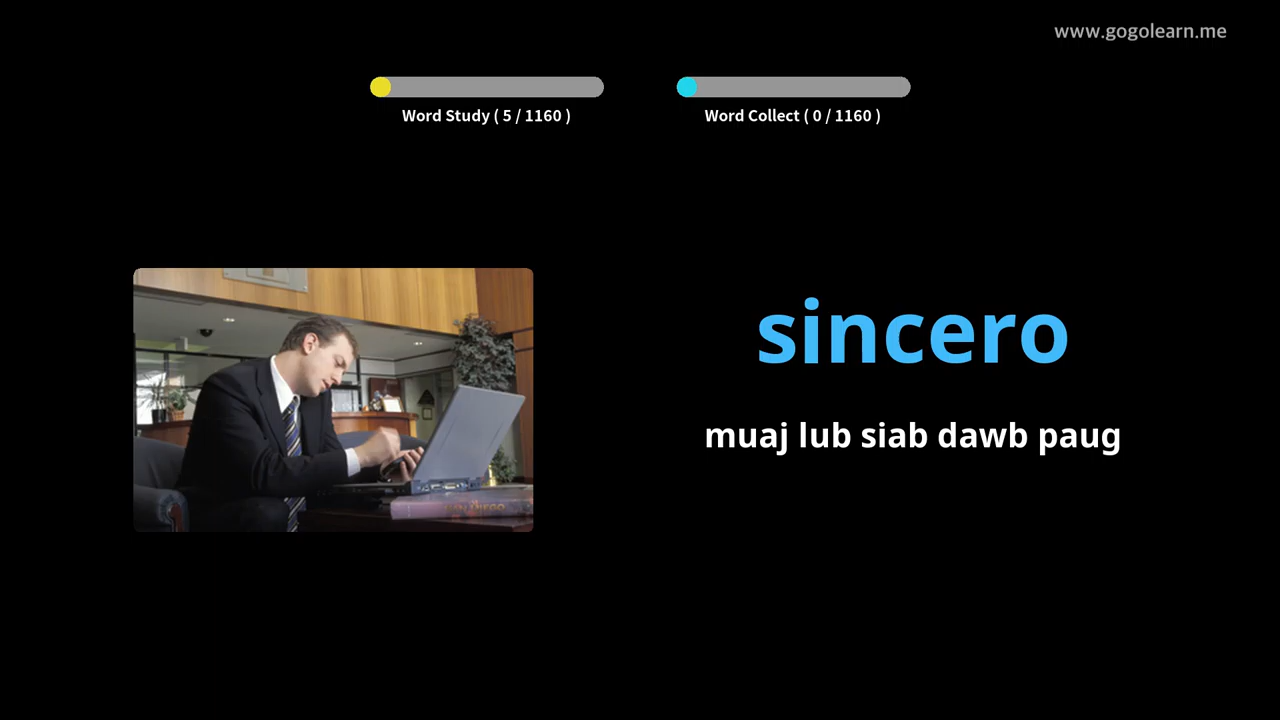 www.gogolearn.me
Word Study ( 5 / 1160 )
Word Collect ( 0 / 1160 )
sincero
muaj lub siab dawb paug